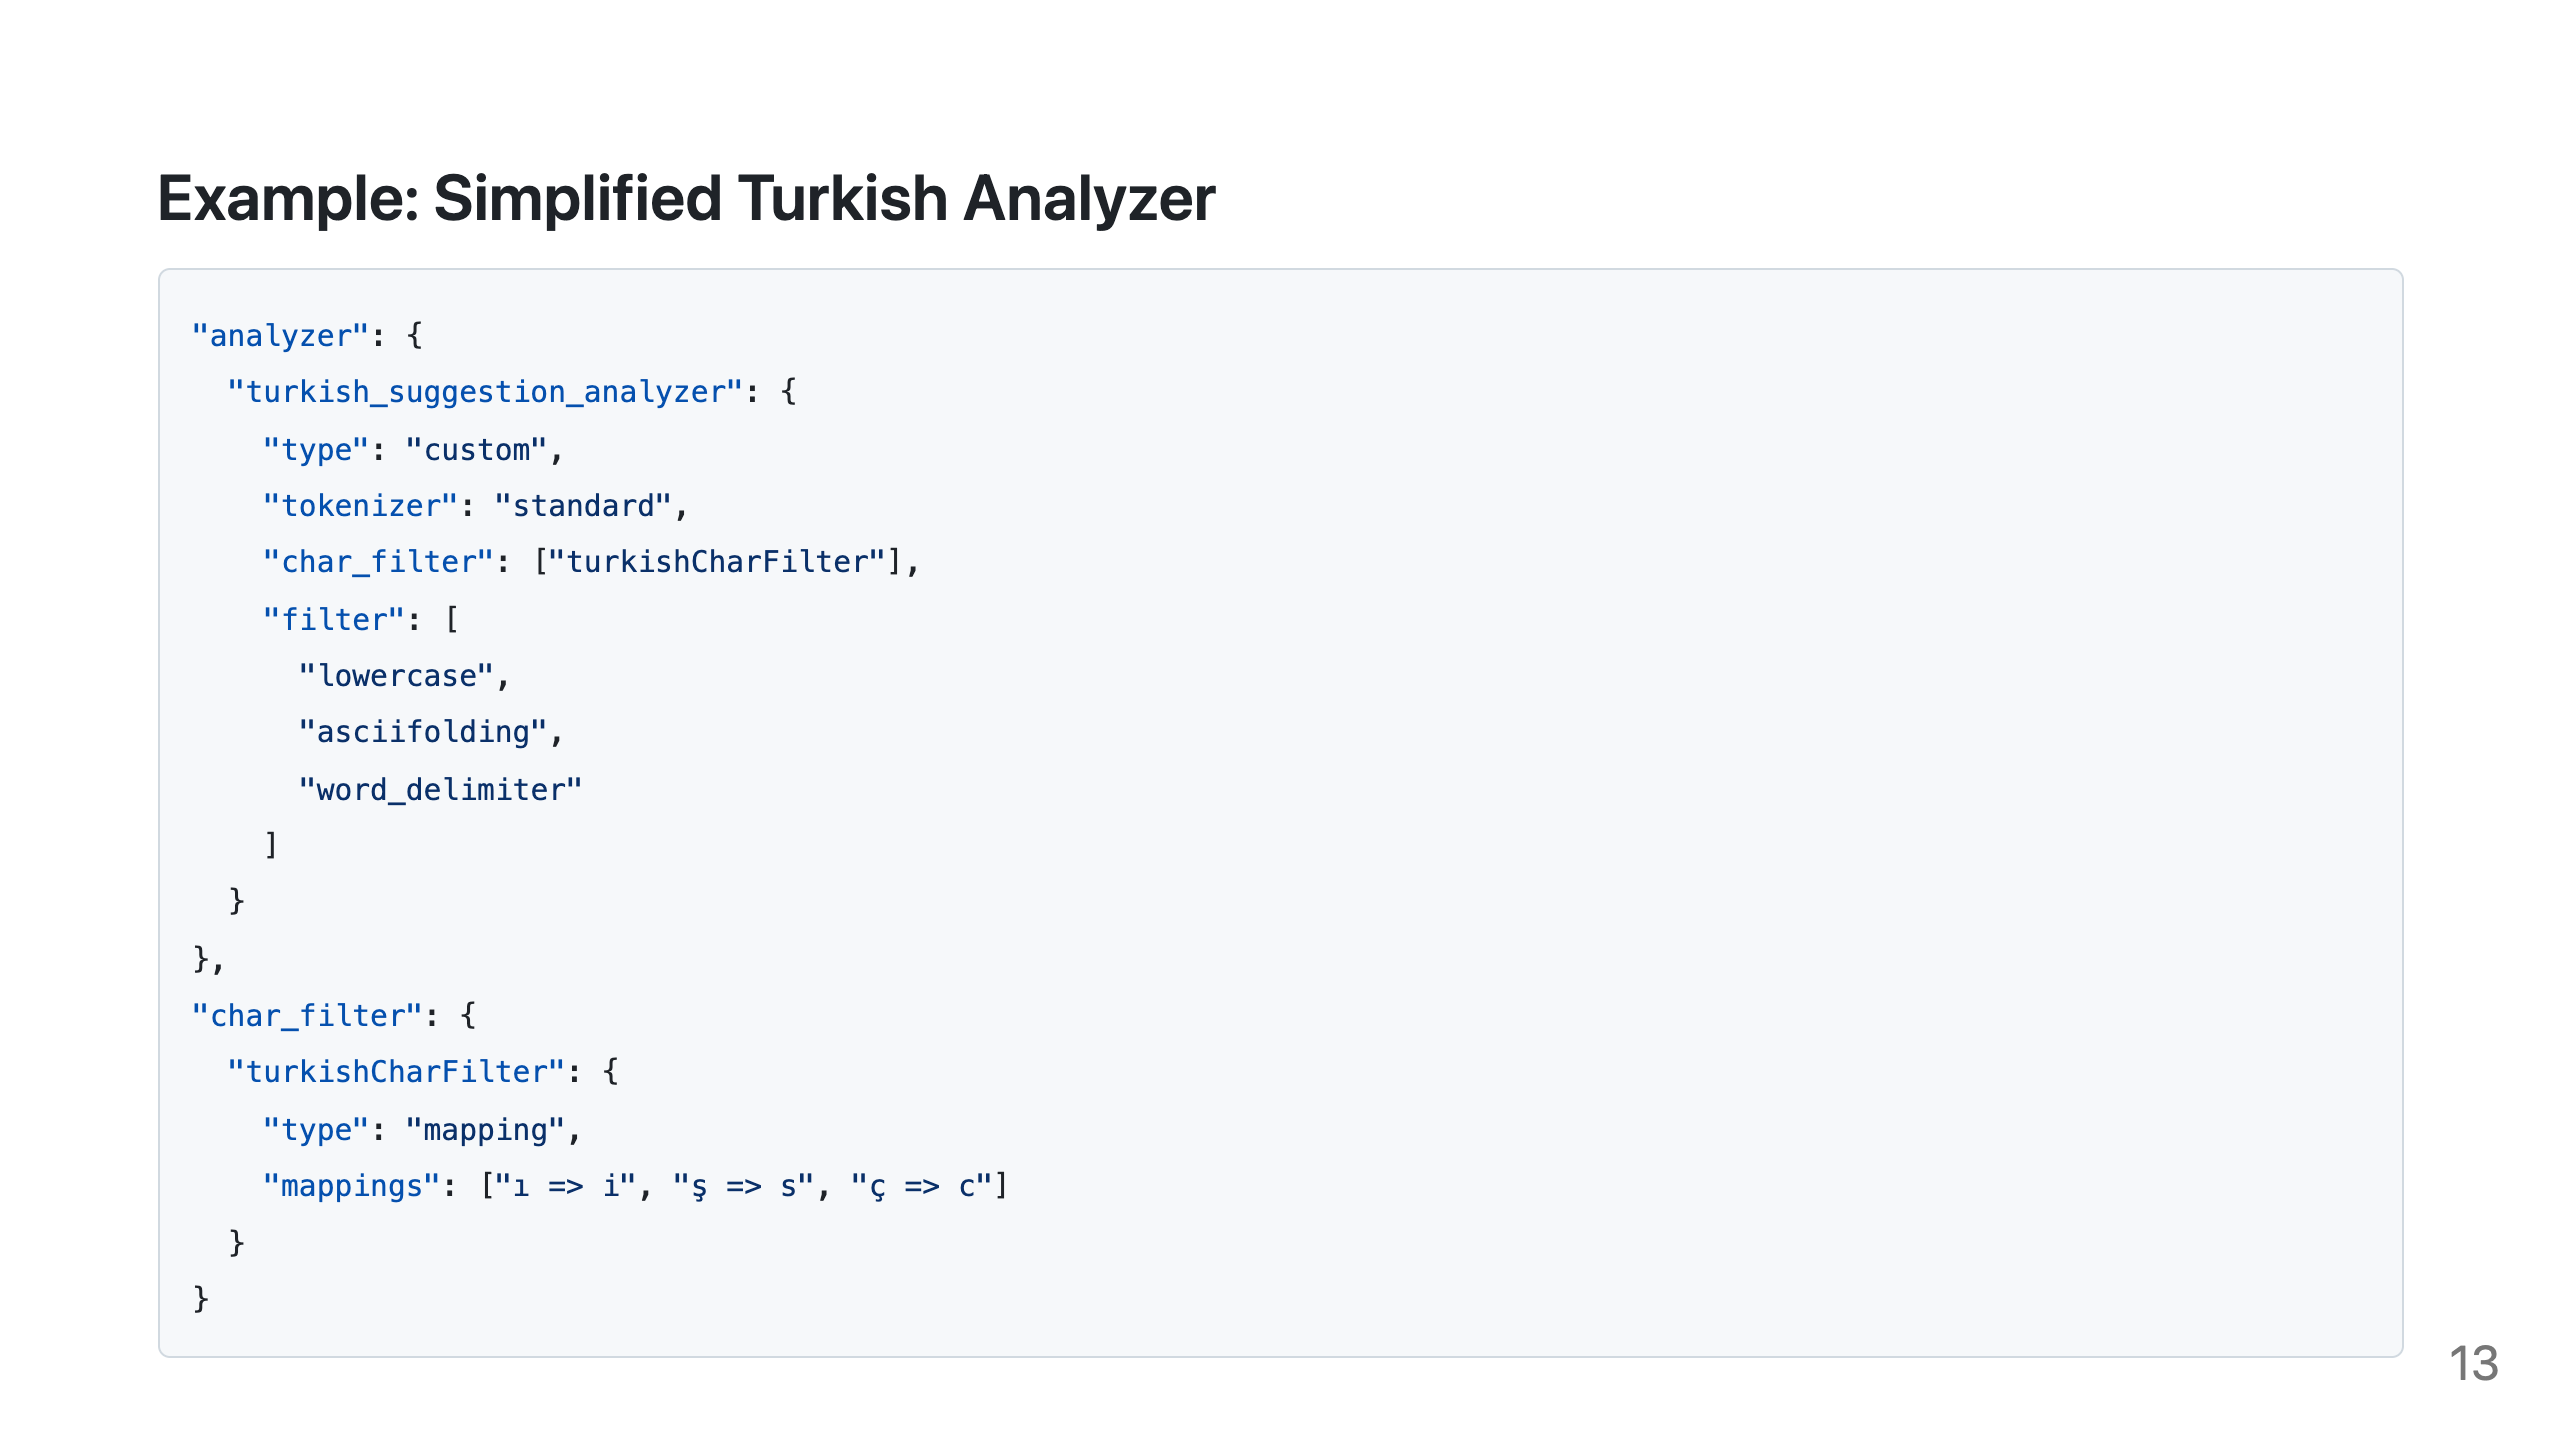 Example: Simplified Turkish Analyzer
"analyzer": {
  "turkish_suggestion_analyzer": {
    "type": "custom",
    "tokenizer": "standard",
    "char_filter": ["turkishCharFilter"],
    "filter": [
      "lowercase",
      "asciifolding",
      "word_delimiter"
    ]
  }
},
"char_filter": {
  "turkishCharFilter": {
    "type": "mapping",
    "mappings": ["ı => i", "ş => s", "ç => c"]
  }
}
13